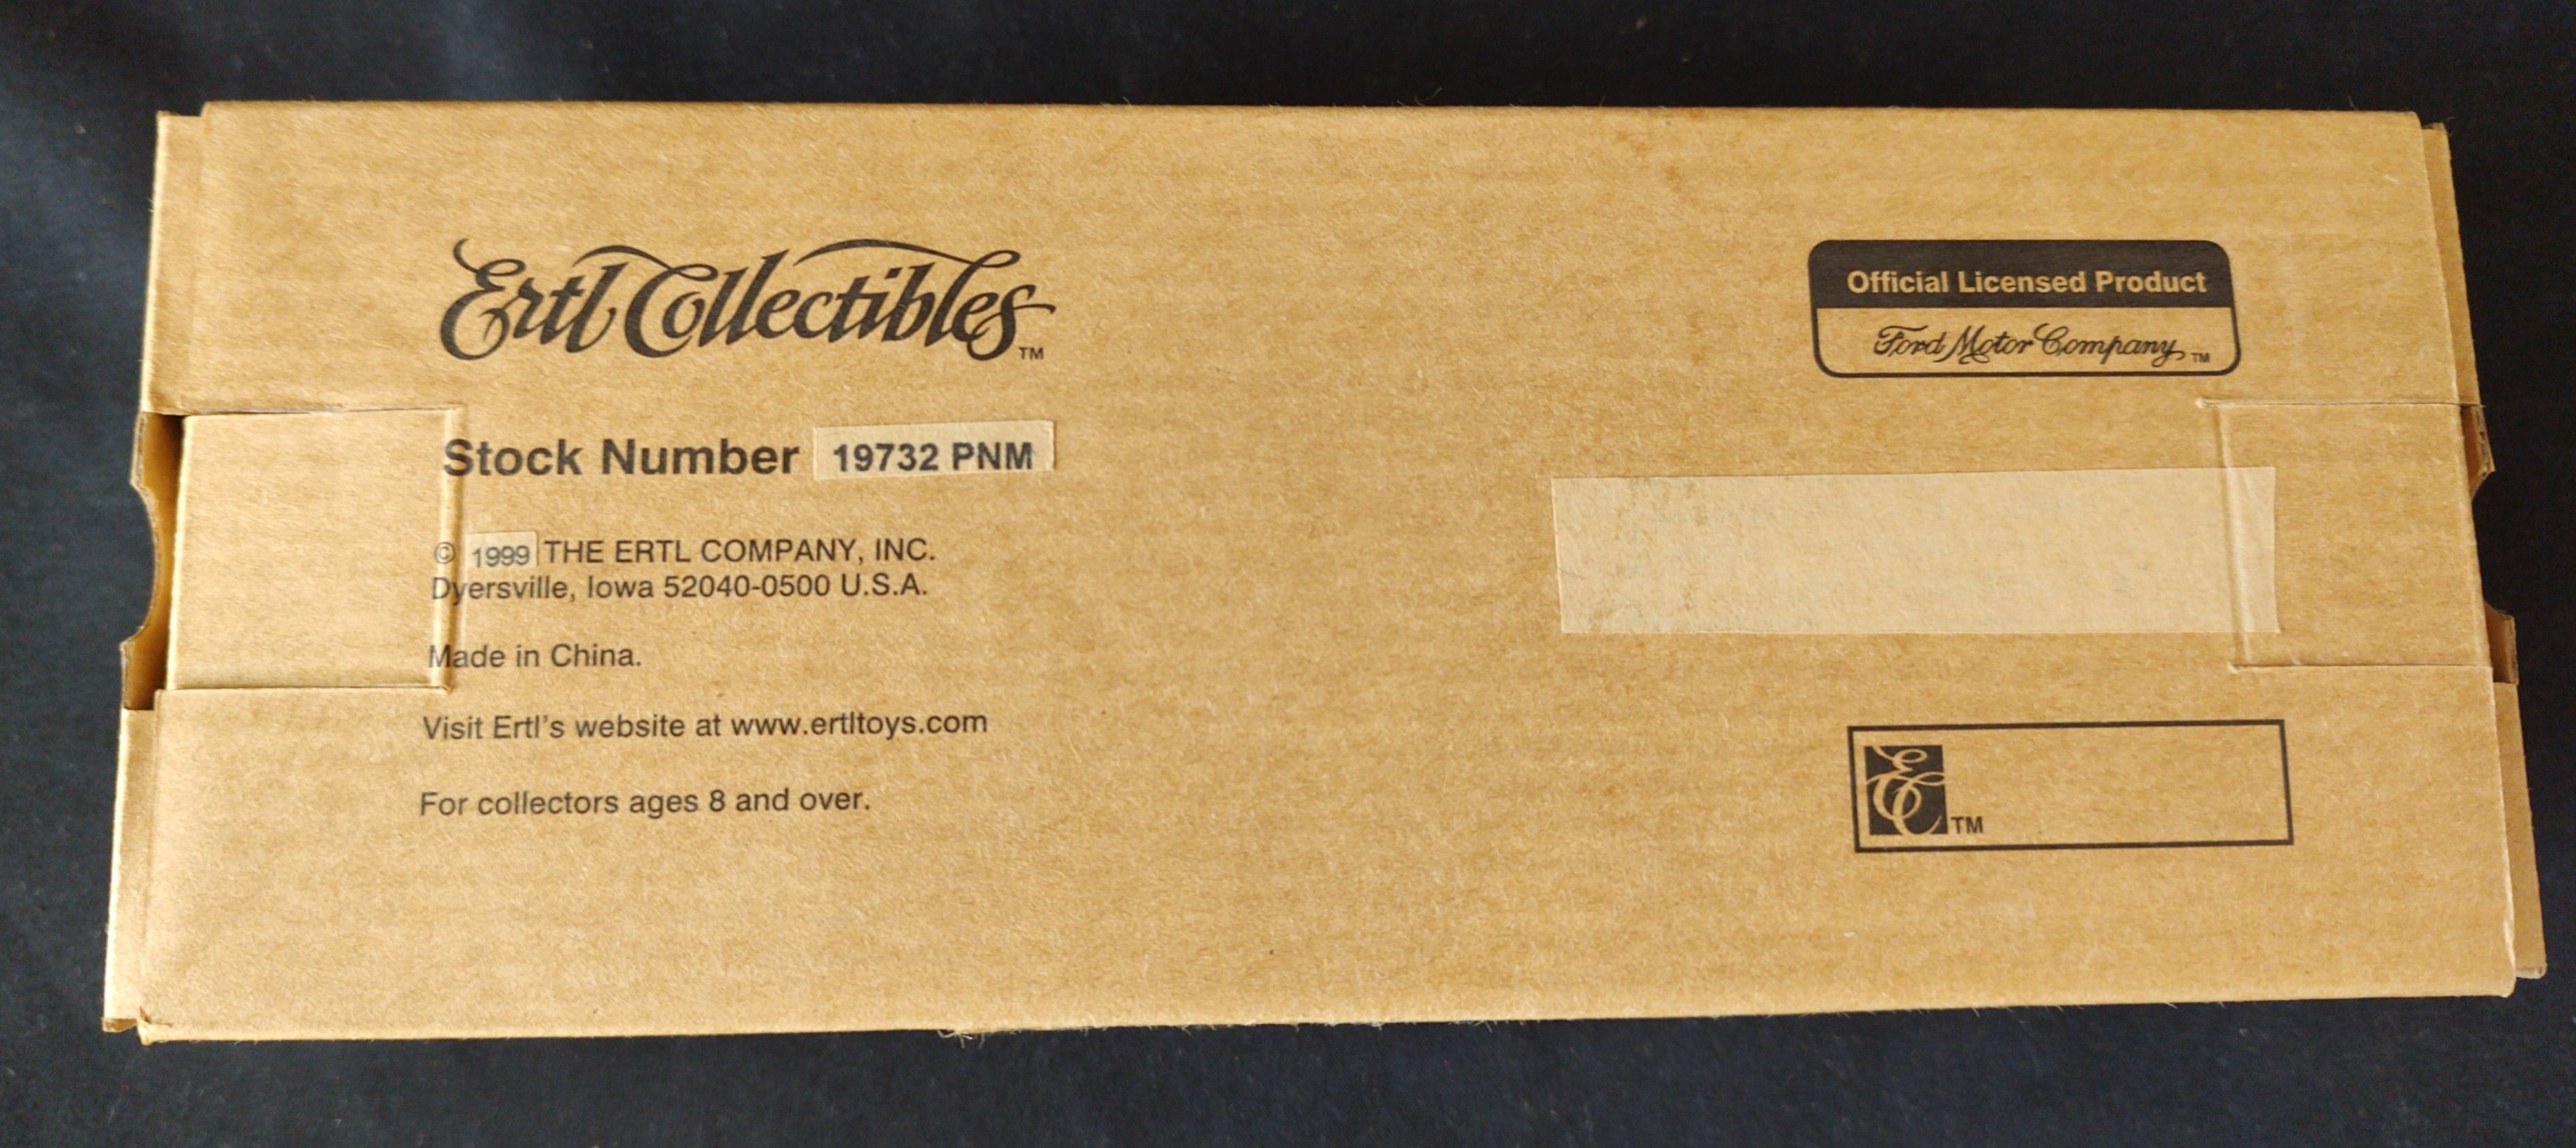 Ertl Collectibles™
Official Licensed Product
Ford Motor Company™
Stock Number 19732 PNM
© 1999 THE ERTL COMPANY, INC.
Dyersville, Iowa 52040-0500 U.S.A.
Made in China.
Visit Ertl's website at www.ertltoys.com
For collectors ages 8 and over.
EC™